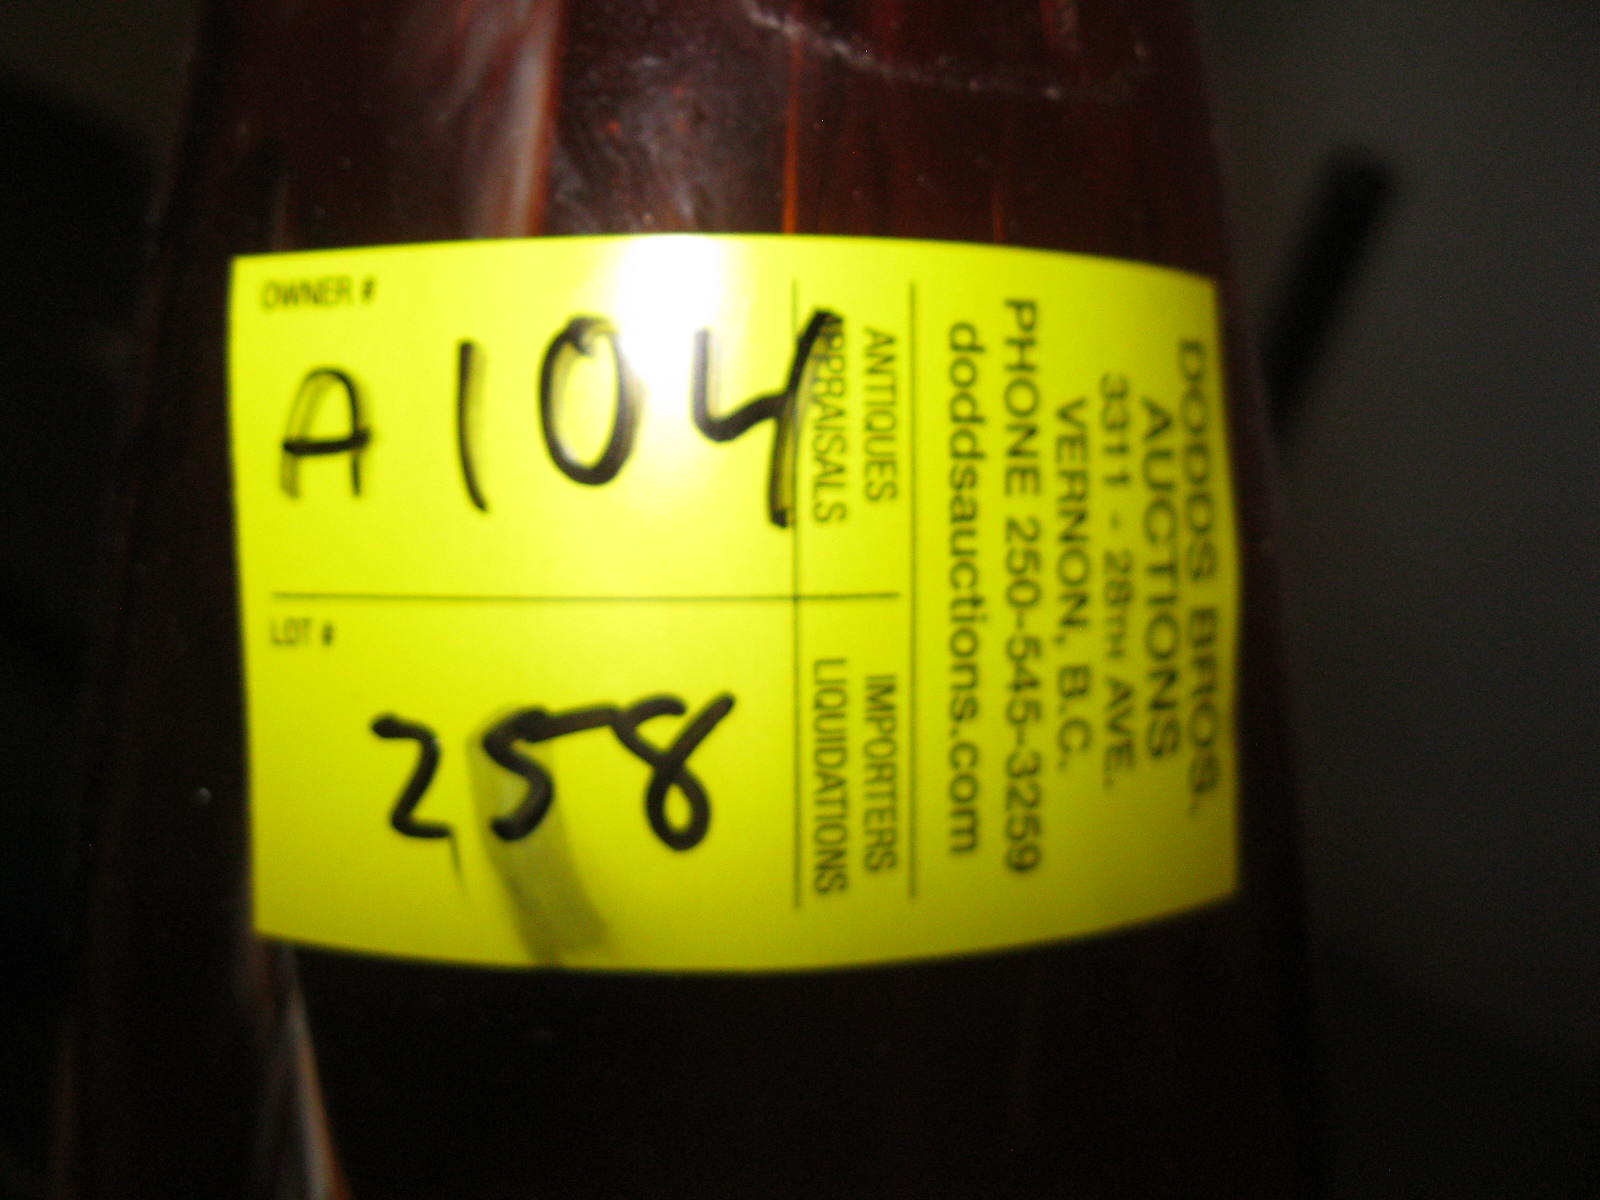 DODDS BROS.
AUCTIONS
3311 - 28TH AVE.
VERNON, B.C.
PHONE 250-545-3259
doddsauctions.com
ANTIQUES IMPORTERS
APPRAISALS LIQUIDATIONS
OWNER #
A104
LOT #
258